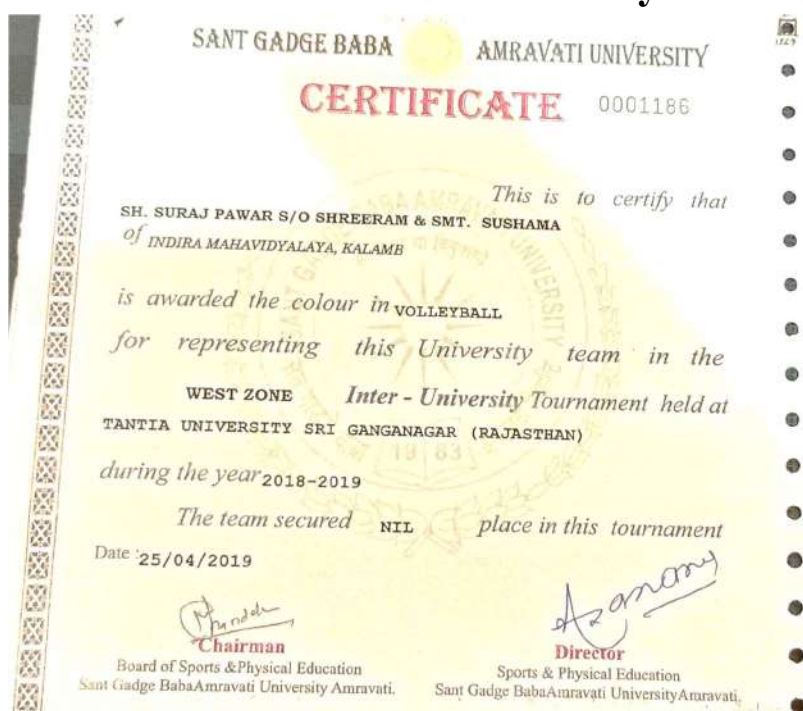 SANT GADGE BABA AMRAVATI UNIVERSITY
CERTIFICATE 0001186
This is to certify that
SH. SURAJ PAWAR S/O SHREERAM & SMT. SUSHAMA
of INDIRA MAHAVIDYALAYA, KALAMB
is awarded the colour in VOLLEYBALL
for representing this University team in the
WEST ZONE Inter - University Tournament held at
TANTIA UNIVERSITY SRI GANGANAGAR (RAJASTHAN)
1983
during the year 2018-2019
The team secured NIL place in this tournament
Date : 25/04/2019
Chairman
Board of Sports &Physical Education
Sant Gadge BabaAmravati University Amravati.
Director
Sports & Physical Education
Sant Gadge BabaAmravati UniversityAmravati.